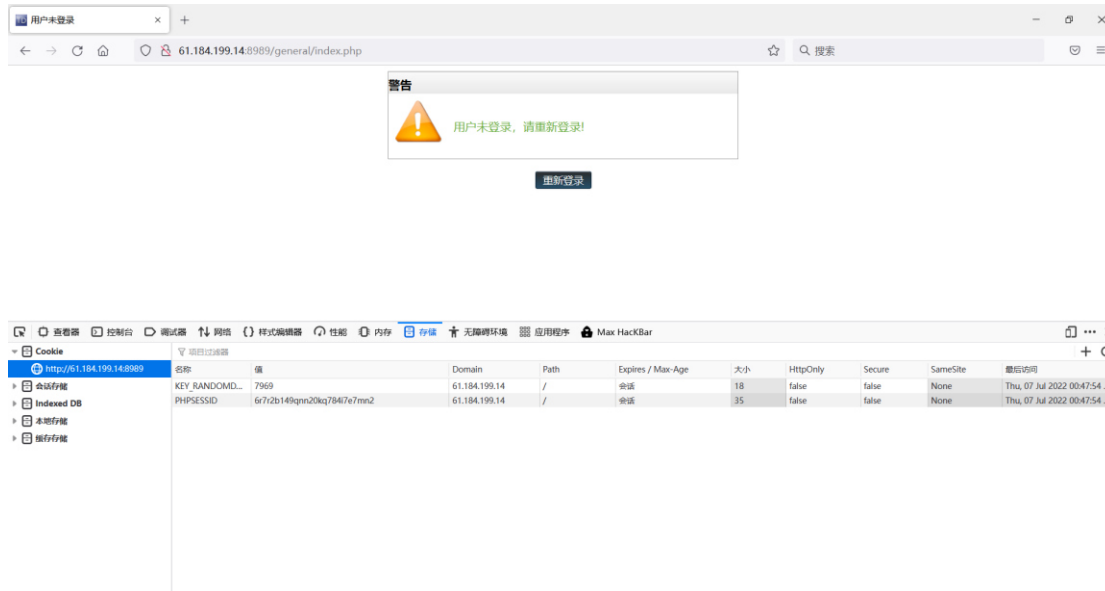 用户未登录
61.184.199.14:8989/general/index.php
搜索
警告
用户未登录，请重新登录!
重新登录
查看器 控制台 调试器 网络 {} 样式编辑器 性能 内存 存储 无障碍环境 应用程序 Max HacKBar
Cookie
项目过滤器
http://61.184.199.14:8989
名称 值 Domain Path Expires / Max-Age 大小 HttpOnly Secure SameSite 最后访问
会话存储
KEY_RANDOMD... 7969 61.184.199.14 / 会话 18 false false None Thu, 07 Jul 2022 00:47:54
Indexed DB
PHPSESSID 6r7r2b149qnn20kq784i7e7mn2 61.184.199.14 / 会话 35 false false None Thu, 07 Jul 2022 00:47:54
本地存储
缓存存储